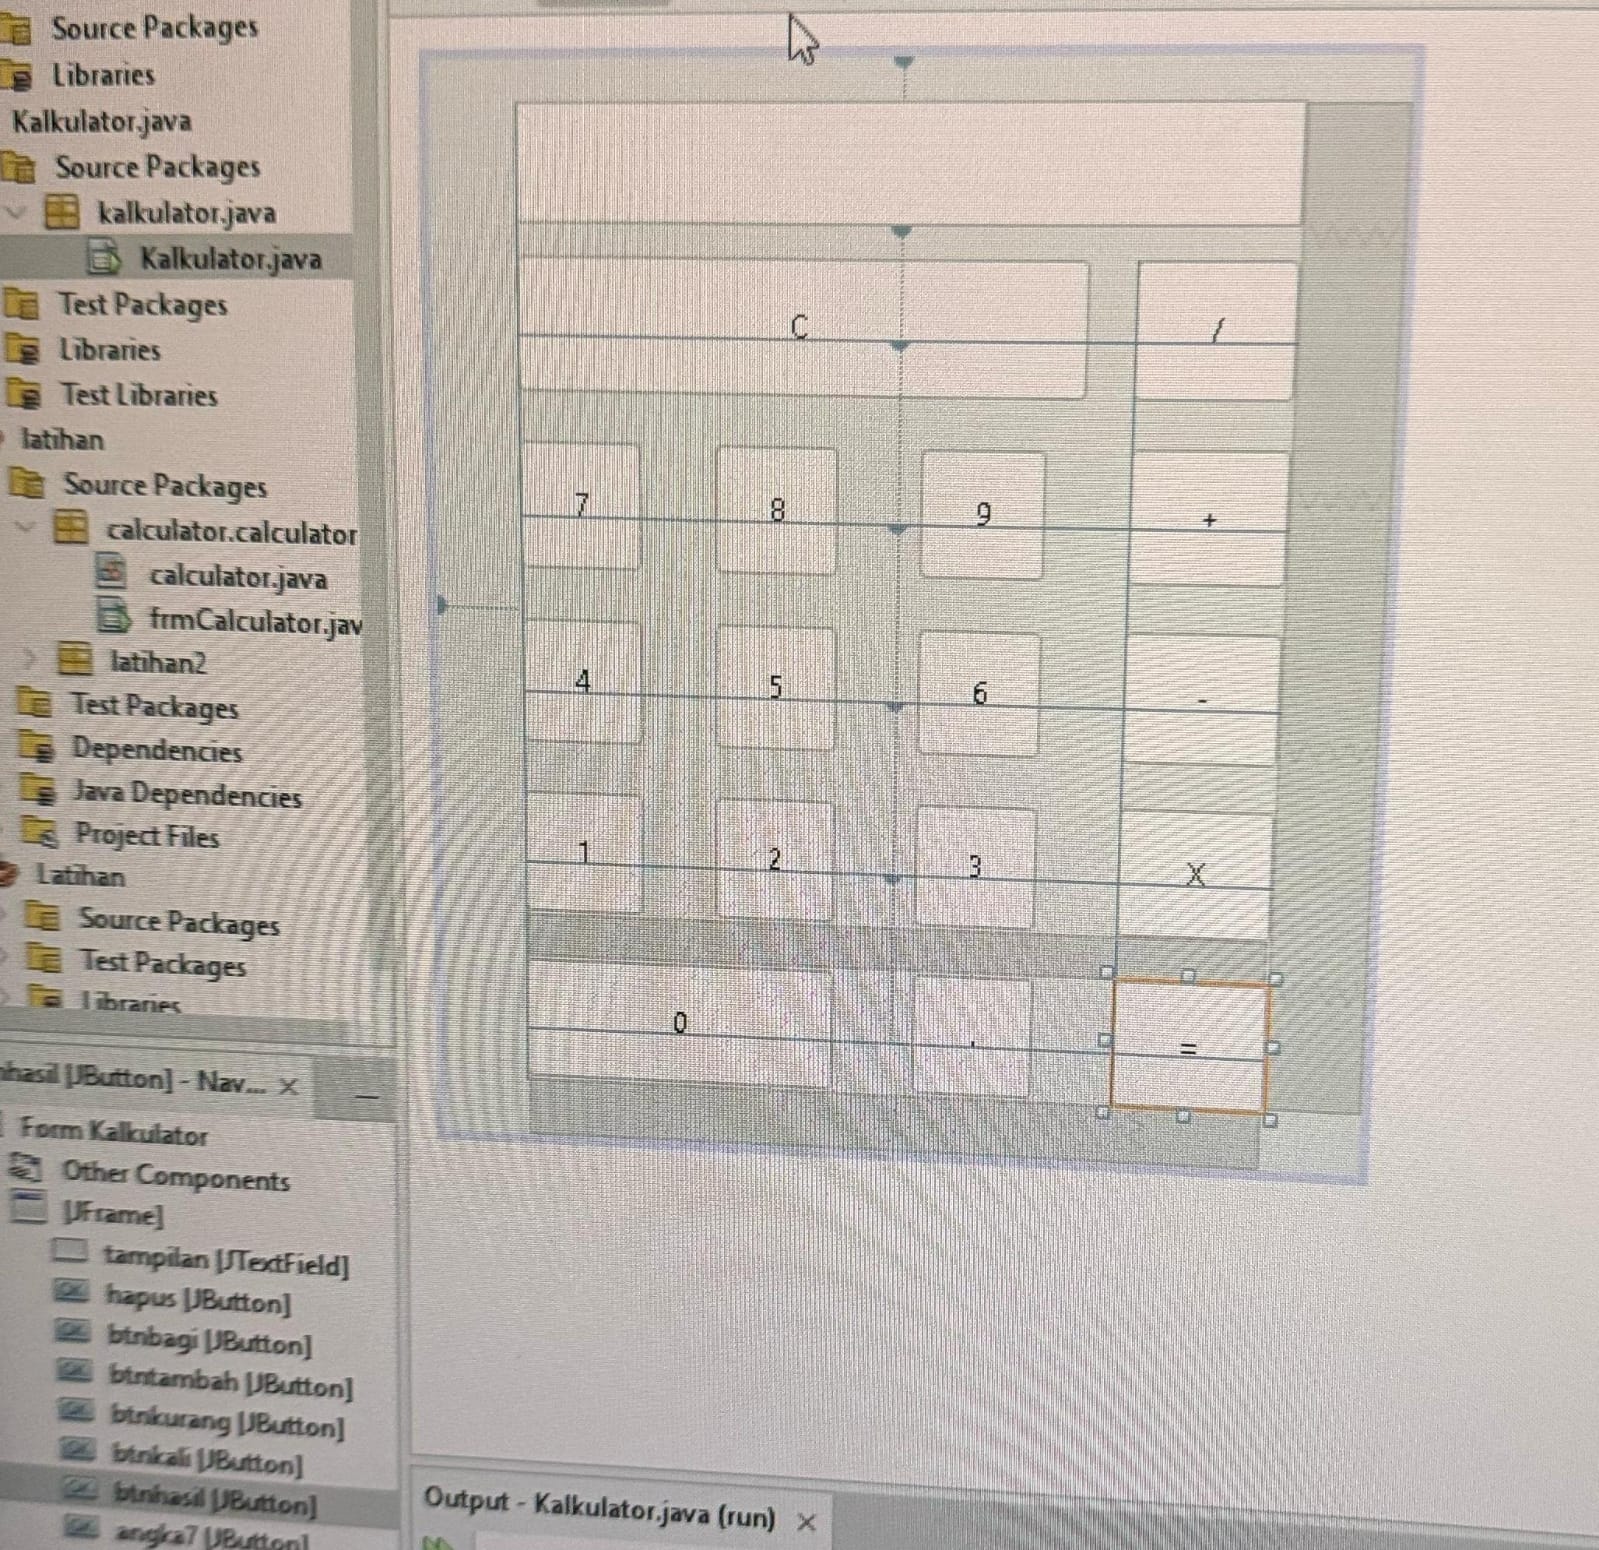 Source Packages
Libraries
Kalkulator.java
Source Packages
kalkulator.java
Kalkulator.java
Test Packages
Libraries
Test Libraries
latihan
Source Packages
calculator.calculator
calculator.java
frmCalculator.jav
latihan2
Test Packages
Dependencies
Java Dependencies
Project Files
Latihan
Source Packages
Test Packages
Libraries
nhasil [JButton] - Nav... ×
Form Kalkulator
Other Components
[JFrame]
tampilan [JTextField]
hapus [JButton]
btnbagi [JButton]
btntambah [JButton]
btnkurang [JButton]
btnkali [JButton]
btnhasil [JButton]
angka7 [JButton]
C /
7 8 9 +
4 5 6 -
1 2 3 X
0 . =
Output - Kalkulator.java (run) ×